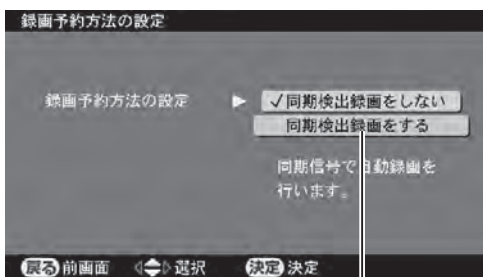 録画予約方法の設定
録画予約方法の設定 ▶ ✓同期検出録画をしない
同期検出録画をする
同期信号で自動録画を
行います。
戻る 前画面 選択 決定 決定